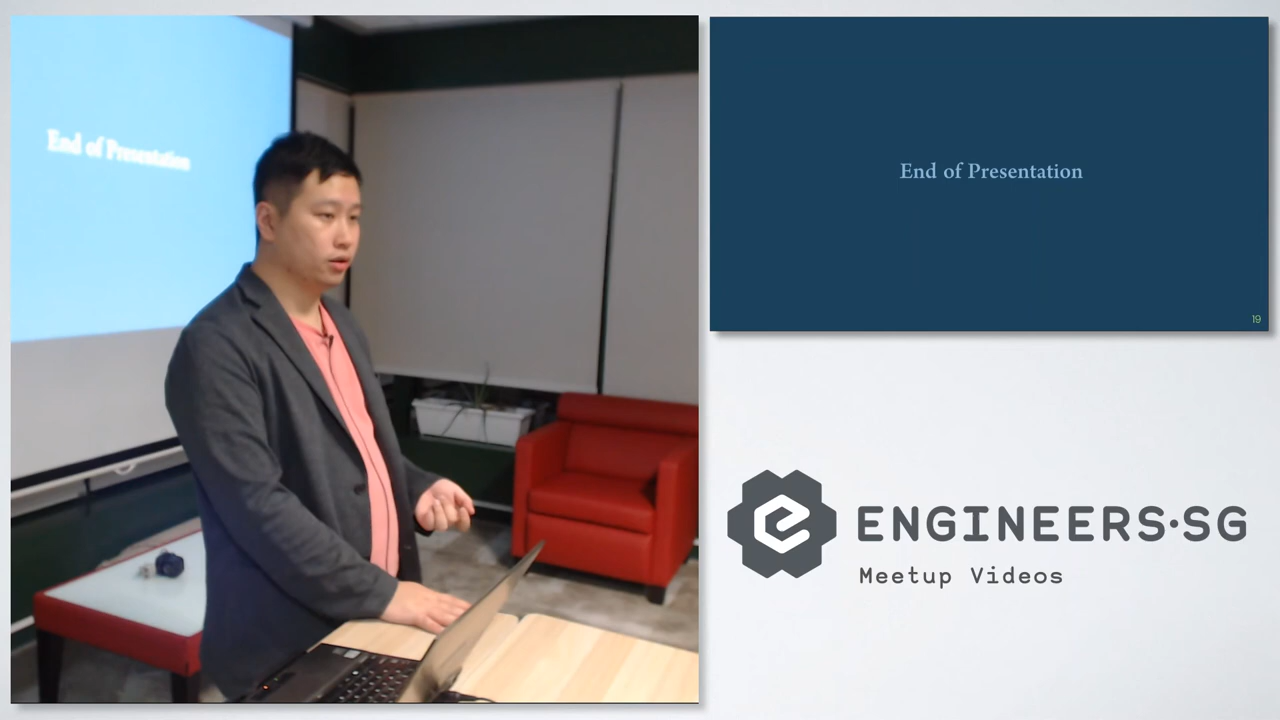 End of Presentation
End of Presentation
19
ENGINEERS·SG
Meetup Videos